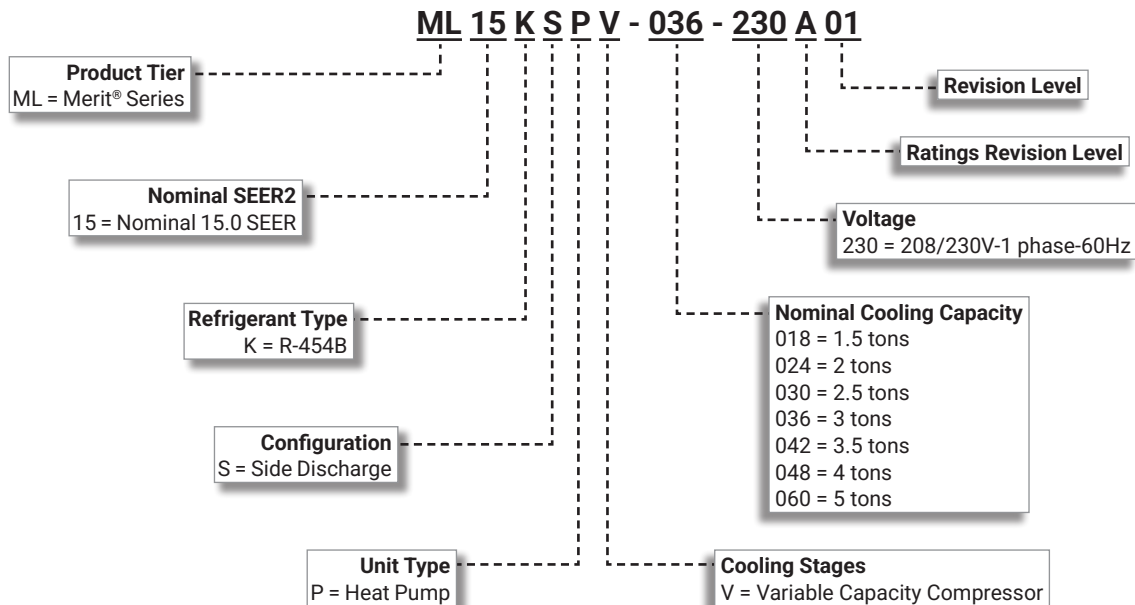 ML 15 K S P V - 036 - 230 A 01
Product Tier
ML = Merit® Series
Revision Level
Ratings Revision Level
Nominal SEER2
15 = Nominal 15.0 SEER
Voltage
230 = 208/230V-1 phase-60Hz
Refrigerant Type
K = R-454B
Nominal Cooling Capacity
018 = 1.5 tons
024 = 2 tons
030 = 2.5 tons
036 = 3 tons
042 = 3.5 tons
048 = 4 tons
060 = 5 tons
Configuration
S = Side Discharge
Unit Type
P = Heat Pump
Cooling Stages
V = Variable Capacity Compressor